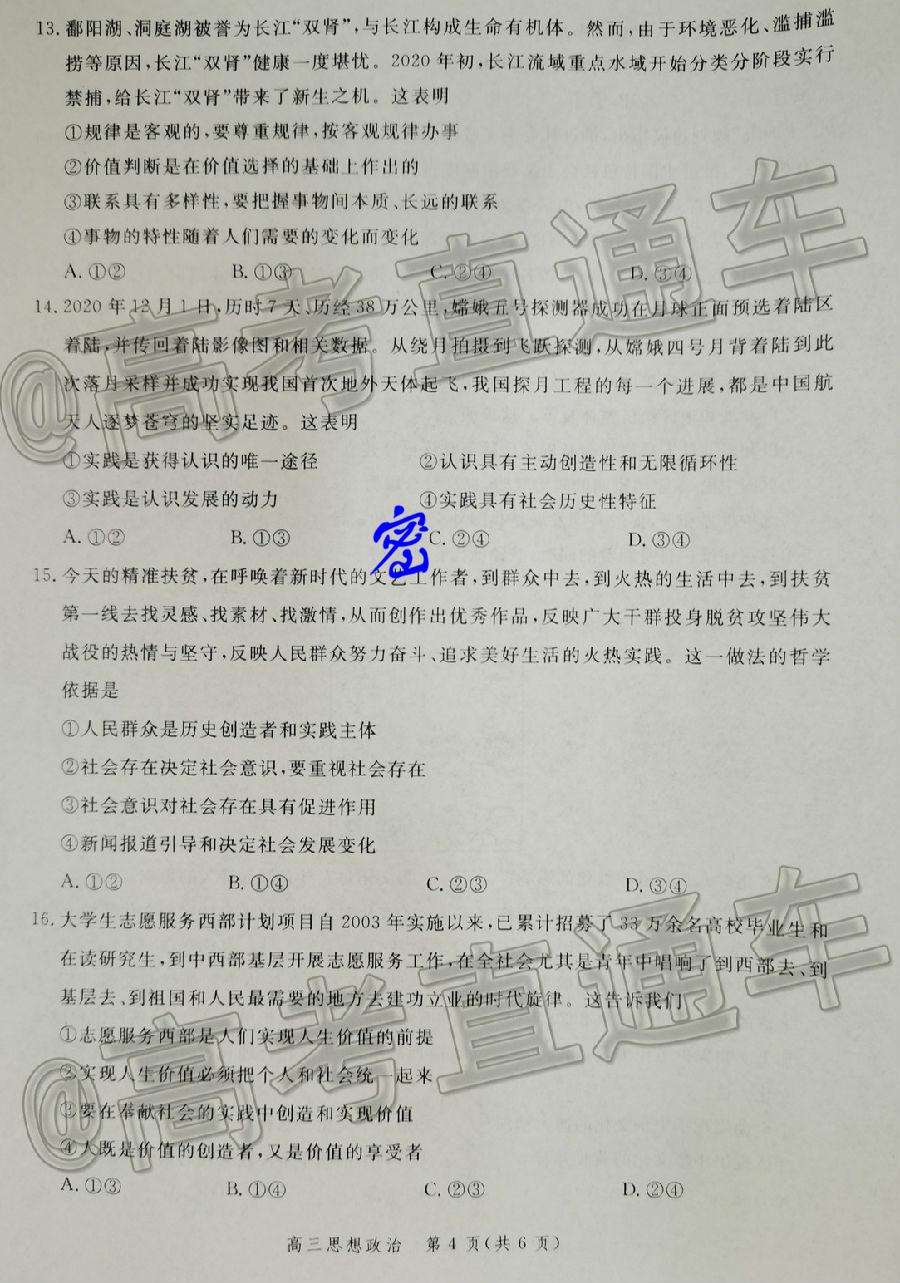 13. 鄱阳湖、洞庭湖被誉为长江“双肾”,与长江构成生命有机体。然而,由于环境恶化、滥捕滥
捞等原因,长江“双肾”健康一度堪忧。2020年初,长江流域重点水域开始分类分阶段实行
禁捕,给长江“双肾”带来了新生之机。这表明
①规律是客观的,要尊重规律,按客观规律办事
②价值判断是在价值选择的基础上作出的
③联系具有多样性,要把握事物间本质、长远的联系
④事物的特性随着人们需要的变化而变化
A. ①② B. ①③ C. ②④ D. ③④
14. 2020年12月1日,历时7天、历经38万公里,嫦娥五号探测器成功在月球正面预选着陆区
着陆,并传回着陆影像图和相关数据。从绕月拍摄到飞跃探测,从嫦娥四号月背着陆到此
次落月采样并成功实现我国首次地外天体起飞,我国探月工程的每一个进展,都是中国航
天人逐梦苍穹的坚实足迹。这表明
①实践是获得认识的唯一途径 ②认识具有主动创造性和无限循环性
③实践是认识发展的动力 ④实践具有社会历史性特征
A. ①② B. ①③ C. ②④ D. ③④
密
15. 今天的精准扶贫,在呼唤着新时代的文艺工作者,到群众中去,到火热的生活中去,到扶贫
第一线去找灵感、找素材、找激情,从而创作出优秀作品,反映广大干群投身脱贫攻坚伟大
战役的热情与坚守,反映人民群众努力奋斗、追求美好生活的火热实践。这一做法的哲学
依据是
①人民群众是历史创造者和实践主体
②社会存在决定社会意识,要重视社会存在
③社会意识对社会存在具有促进作用
④新闻报道引导和决定社会发展变化
A. ①② B. ①④ C. ②③ D. ③④
16. 大学生志愿服务西部计划项目自2003年实施以来,已累计招募了33万余名高校毕业生和
在读研究生,到中西部基层开展志愿服务工作,在全社会尤其是青年中唱响了到西部去、到
基层去、到祖国和人民最需要的地方去建功立业的时代旋律。这告诉我们
①志愿服务西部是人们实现人生价值的前提
②实现人生价值必须把个人和社会统一起来
③要在奉献社会的实践中创造和实现价值
④人既是价值的创造者,又是价值的享受者
A. ①③ B. ①④ C. ②③ D. ②④
高三思想政治 第4页(共6页)
@高考直通车
@高考直通车